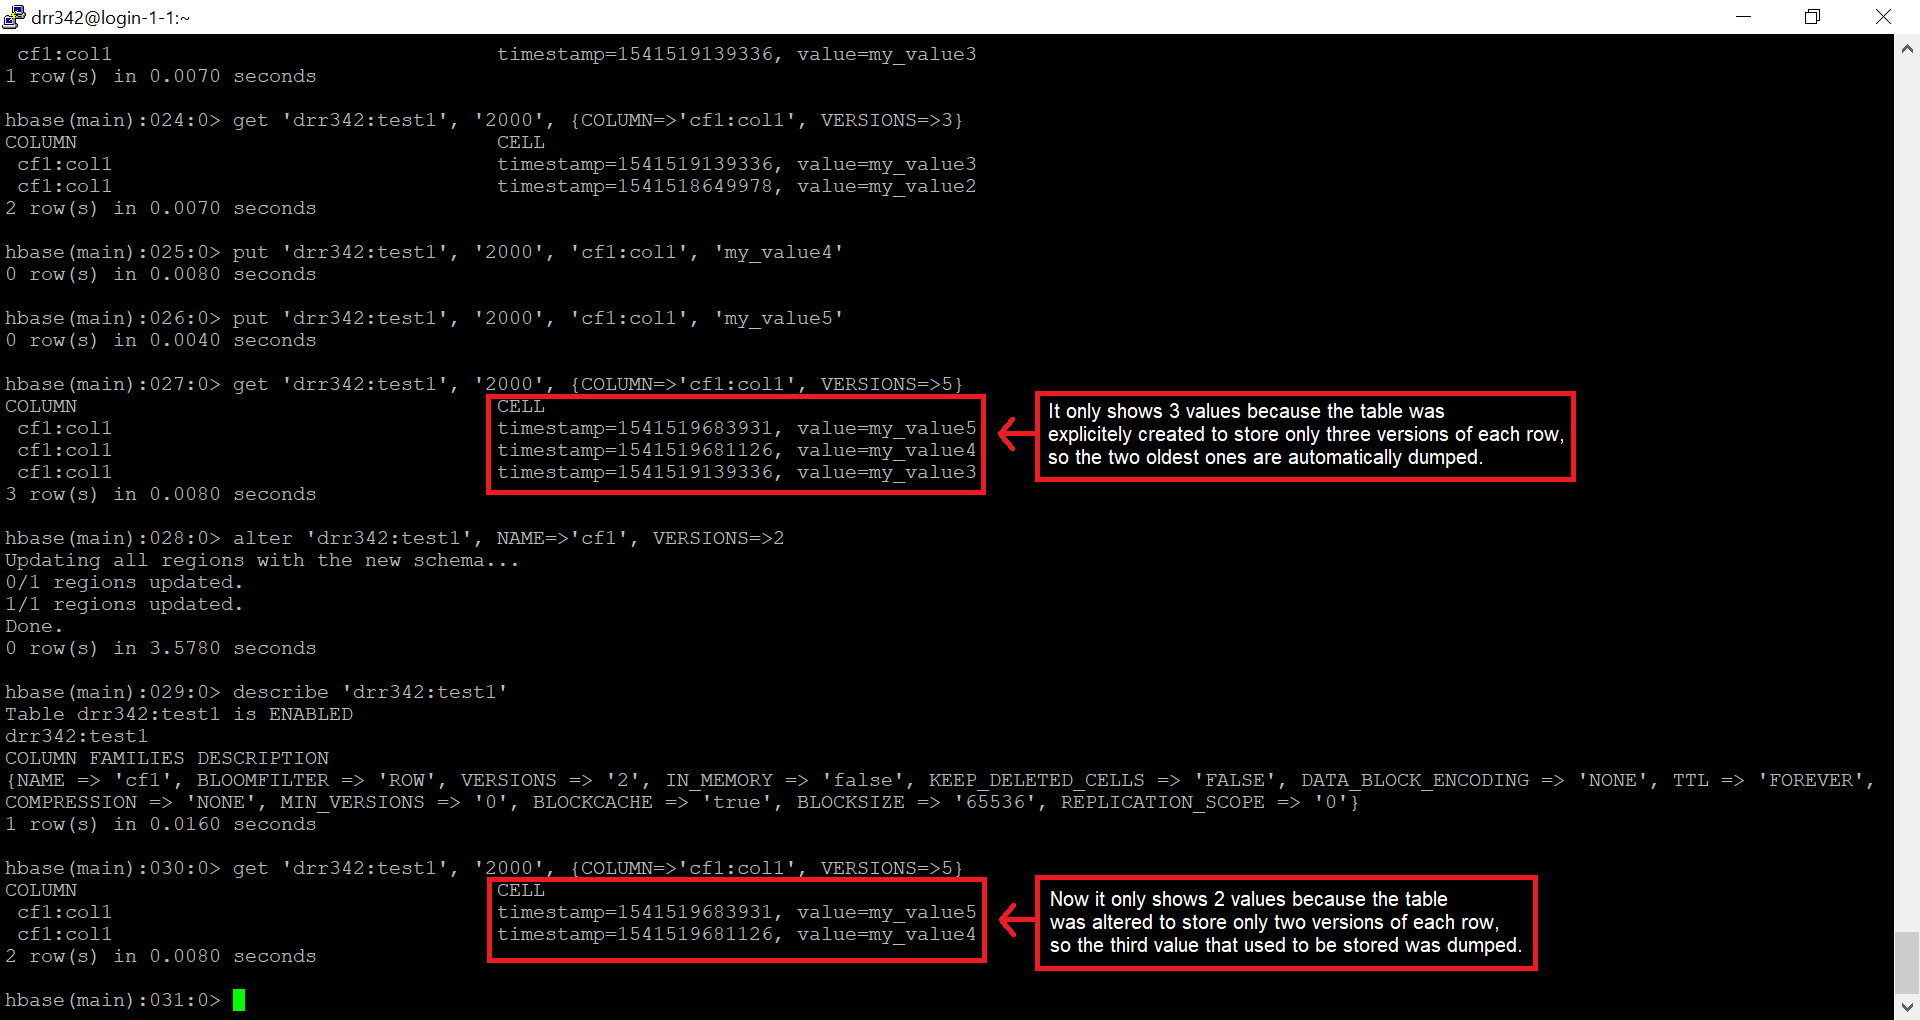 drr342@login-1-1:~
 cf1:col1                                timestamp=1541519139336, value=my_value3
1 row(s) in 0.0070 seconds
hbase(main):024:0> get 'drr342:test1', '2000', {COLUMN=>'cf1:col1', VERSIONS=>3}
COLUMN                                   CELL
 cf1:col1                                timestamp=1541519139336, value=my_value3
 cf1:col1                                timestamp=1541518649978, value=my_value2
2 row(s) in 0.0070 seconds
hbase(main):025:0> put 'drr342:test1', '2000', 'cf1:col1', 'my_value4'
0 row(s) in 0.0080 seconds
hbase(main):026:0> put 'drr342:test1', '2000', 'cf1:col1', 'my_value5'
0 row(s) in 0.0040 seconds
hbase(main):027:0> get 'drr342:test1', '2000', {COLUMN=>'cf1:col1', VERSIONS=>5}
COLUMN                                   CELL
 cf1:col1                                timestamp=1541519683931, value=my_value5
 cf1:col1                                timestamp=1541519681126, value=my_value4
 cf1:col1                                timestamp=1541519139336, value=my_value3
3 row(s) in 0.0080 seconds
It only shows 3 values because the table was
explicitely created to store only three versions of each row,
so the two oldest ones are automatically dumped.
hbase(main):028:0> alter 'drr342:test1', NAME=>'cf1', VERSIONS=>2
Updating all regions with the new schema...
0/1 regions updated.
1/1 regions updated.
Done.
0 row(s) in 3.5780 seconds
hbase(main):029:0> describe 'drr342:test1'
Table drr342:test1 is ENABLED
drr342:test1
COLUMN FAMILIES DESCRIPTION
{NAME => 'cf1', BLOOMFILTER => 'ROW', VERSIONS => '2', IN_MEMORY => 'false', KEEP_DELETED_CELLS => 'FALSE', DATA_BLOCK_ENCODING => 'NONE', TTL => 'FOREVER',
COMPRESSION => 'NONE', MIN_VERSIONS => '0', BLOCKCACHE => 'true', BLOCKSIZE => '65536', REPLICATION_SCOPE => '0'}
1 row(s) in 0.0160 seconds
hbase(main):030:0> get 'drr342:test1', '2000', {COLUMN=>'cf1:col1', VERSIONS=>5}
COLUMN                                   CELL
 cf1:col1                                timestamp=1541519683931, value=my_value5
 cf1:col1                                timestamp=1541519681126, value=my_value4
2 row(s) in 0.0080 seconds
Now it only shows 2 values because the table
was altered to store only two versions of each row,
so the third value that used to be stored was dumped.
hbase(main):031:0>